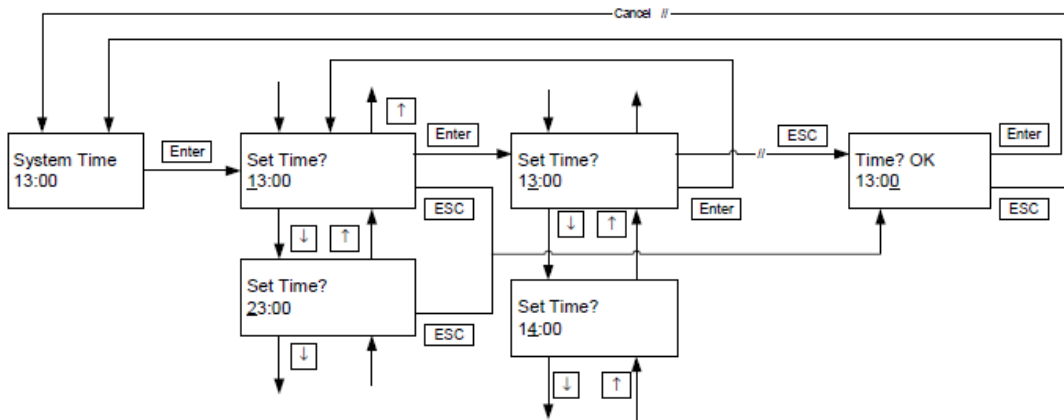 Cancel //
↑
System Time
13:00
Enter
Set Time?
13:00
Enter
Set Time?
13:00
//
ESC
Time? OK
13:00
Enter
ESC
Enter
ESC
↓ ↑
↓ ↑
Set Time?
23:00
ESC
Set Time?
14:00
↓
↓ ↑